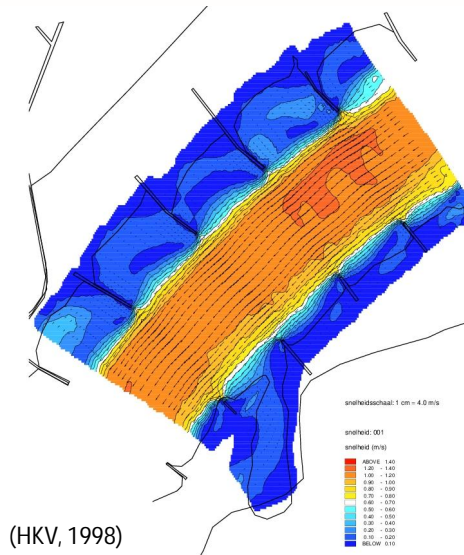 snelheidsschaal: 1 cm = 4.0 m/s
snelheid: 001
snelheid (m/s)
ABOVE 1.40
1.20 - 1.40
1.00 - 1.20
0.90 - 1.00
0.80 - 0.90
0.70 - 0.80
0.60 - 0.70
0.50 - 0.60
0.40 - 0.50
0.30 - 0.40
0.20 - 0.30
0.10 - 0.20
BELOW 0.10
(HKV, 1998)